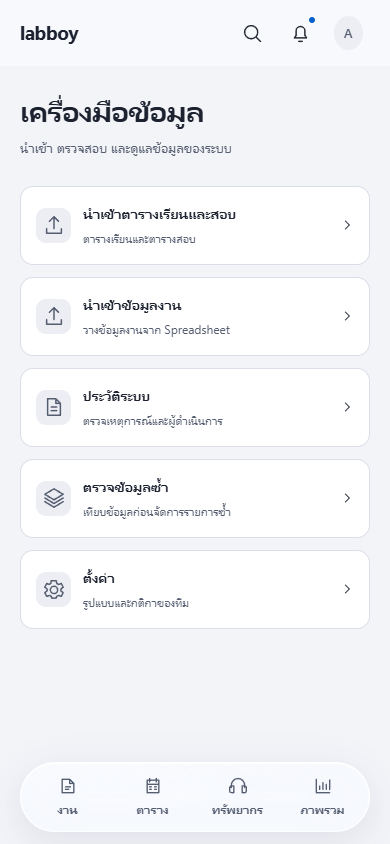 labboy
A
เครื่องมือข้อมูล
นำเข้า ตรวจสอบ และดูแลข้อมูลของระบบ
นำเข้าตารางเรียนและสอบ
ตารางเรียนและตารางสอบ
นำเข้าข้อมูลงาน
วางข้อมูลงานจาก Spreadsheet
ประวัติระบบ
ตรวจเหตุการณ์และผู้ดำเนินการ
ตรวจข้อมูลซ้ำ
เทียบข้อมูลก่อนจัดการรายการซ้ำ
ตั้งค่า
รูปแบบและกติกาของทีม
งาน ตาราง ทรัพยากร ภาพรวม